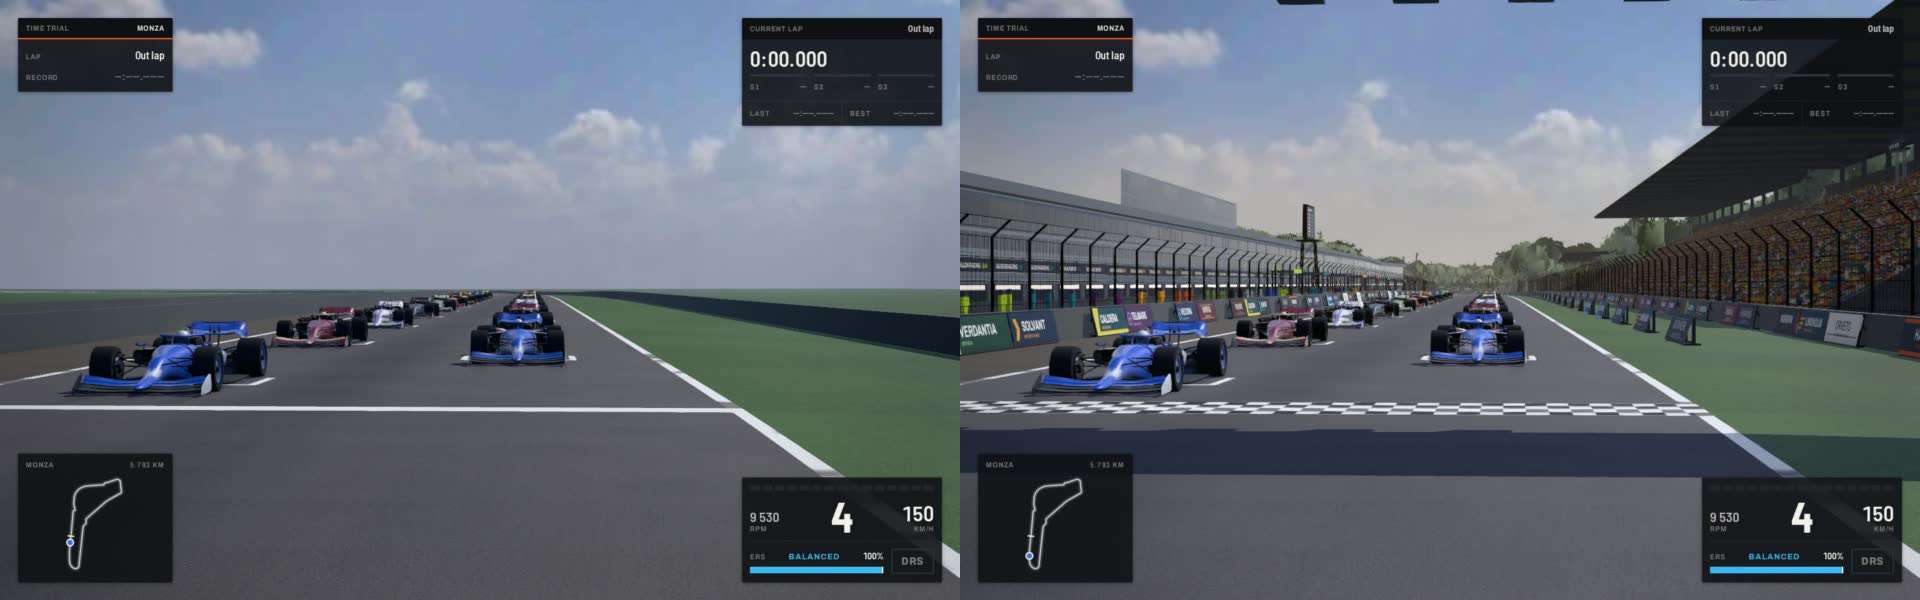 TIME TRIAL MONZA
LAP Out lap
RECORD -:--.---
CURRENT LAP Out lap
0:00.000
S1 — S2 — S3 —
LAST -:--.--- BEST -:--.---
MONZA 5.793 KM
9 530 RPM
4
150 KM/H
ERS BALANCED 100%
DRS
TIME TRIAL MONZA
LAP Out lap
RECORD -:--.---
CURRENT LAP Out lap
0:00.000
S1 — S2 — S3 —
LAST -:--.--- BEST -:--.---
VERDANTIA
SOLVANT
CALDERA
TELMARK
ORVETO
MONZA 5.793 KM
9 530 RPM
4
150 KM/H
ERS BALANCED 100%
DRS